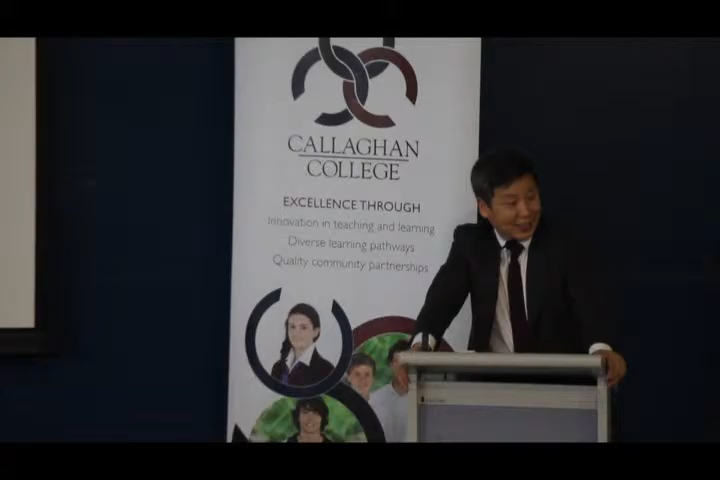 CALLAGHAN
COLLEGE
EXCELLENCE THROUGH
Innovation in teaching and learning
Diverse learning pathways
Quality community partnerships